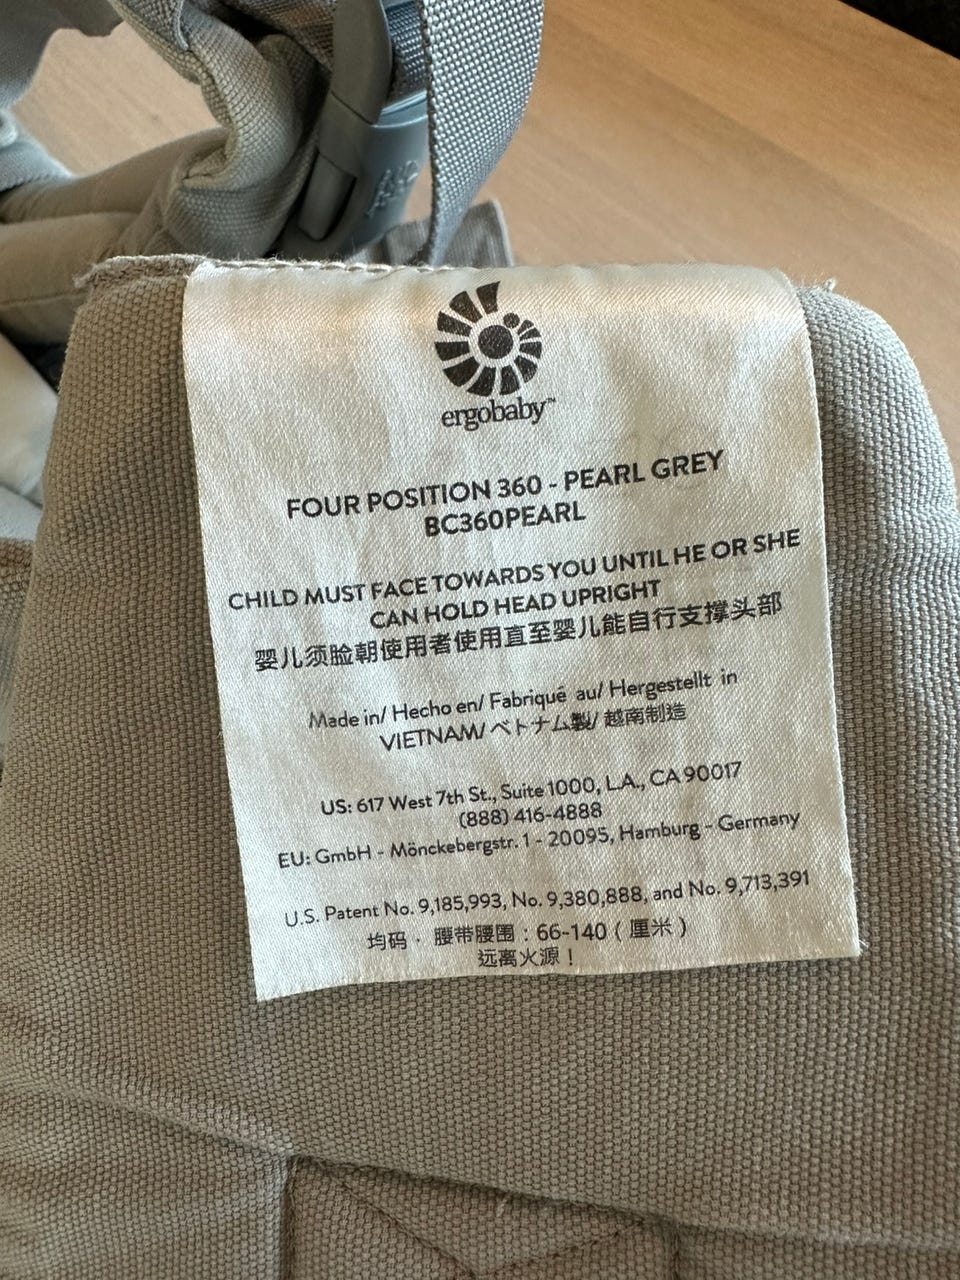 ergobaby™
FOUR POSITION 360 - PEARL GREY
BC360PEARL
CHILD MUST FACE TOWARDS YOU UNTIL HE OR SHE
CAN HOLD HEAD UPRIGHT
婴儿须脸朝使用者使用直至婴儿能自行支撑头部
Made in/ Hecho en/ Fabriqué au/ Hergestellt in
VIETNAM/ ベトナム製/ 越南制造
US: 617 West 7th St., Suite 1000, L.A., CA 90017
(888) 416-4888
EU: GmbH - Mönckebergstr. 1 - 20095, Hamburg - Germany
U.S. Patent No. 9,185,993, No. 9,380,888, and No. 9,713,391
均码 · 腰带腰围：66-140（厘米）
远离火源！